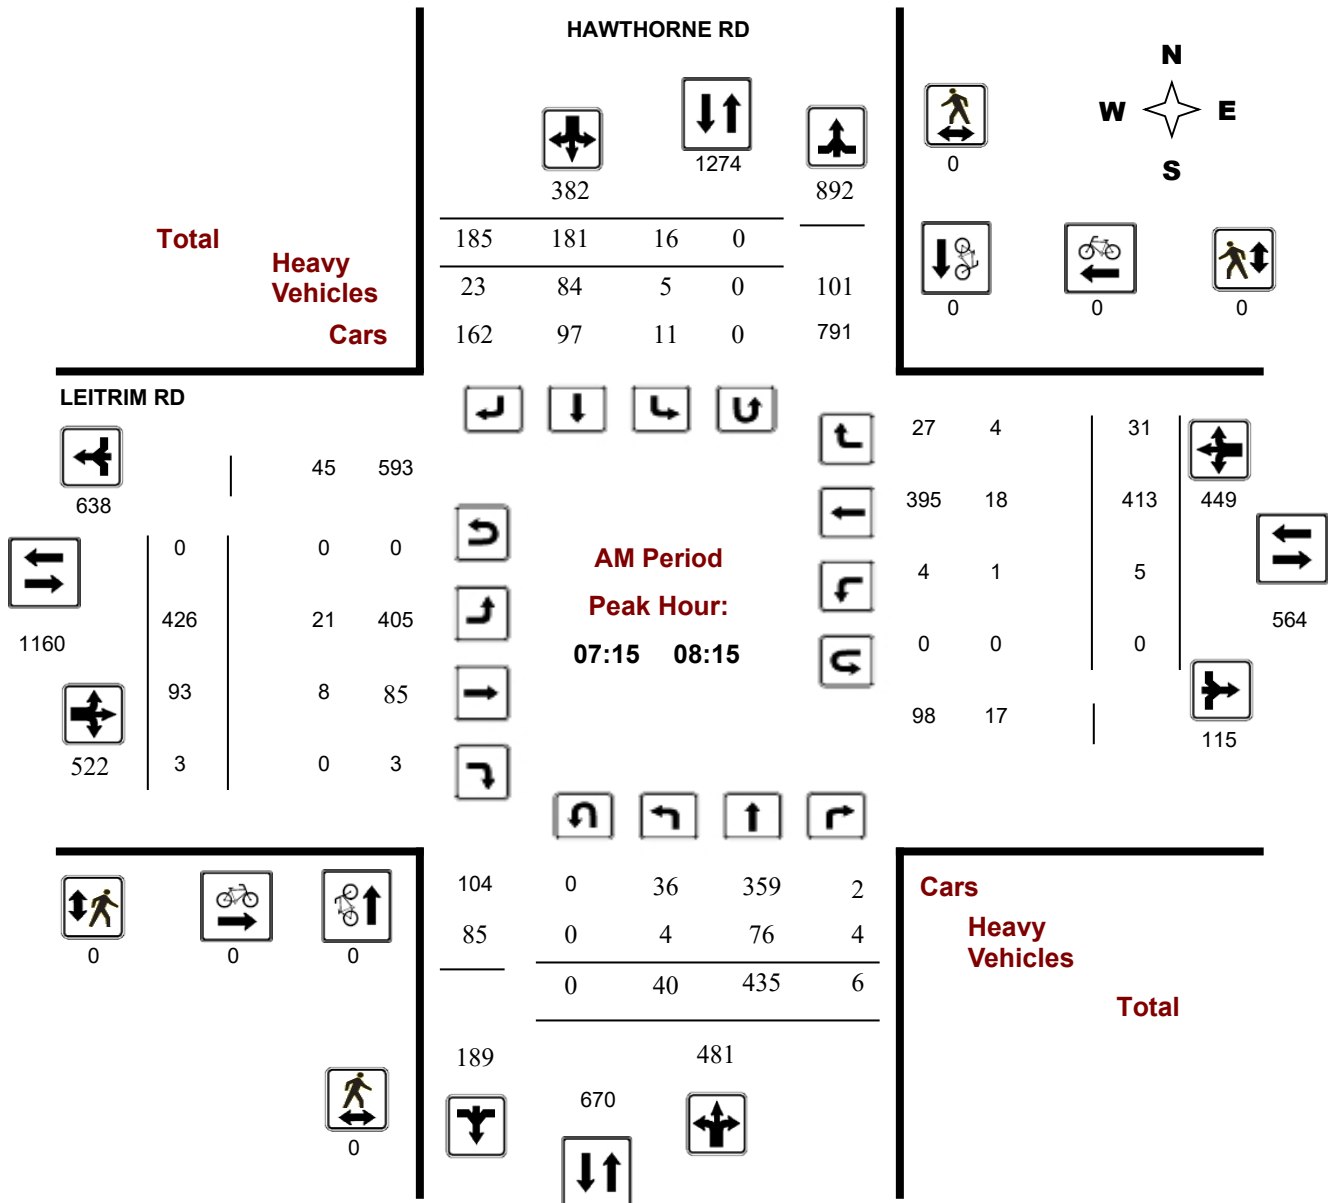 HAWTHORNE RD
N
W E
S
1274
382
892
0
Total
185 181 16 0
Heavy
Vehicles
23 84 5 0 101
Cars
162 97 11 0 791
0 0 0
LEITRIM RD
27 4 31
45 593
638
395 18 413 449
0 0 0
AM Period
4 1 5
426 21 405
Peak Hour:
564
1160
07:15 08:15
0 0 0
93 8 85
98 17
115
522 3 0 3
104 0 36 359 2
Cars
85 0 4 76 4
Heavy
Vehicles
0 0 0
0 40 435 6
Total
189 481
670
0